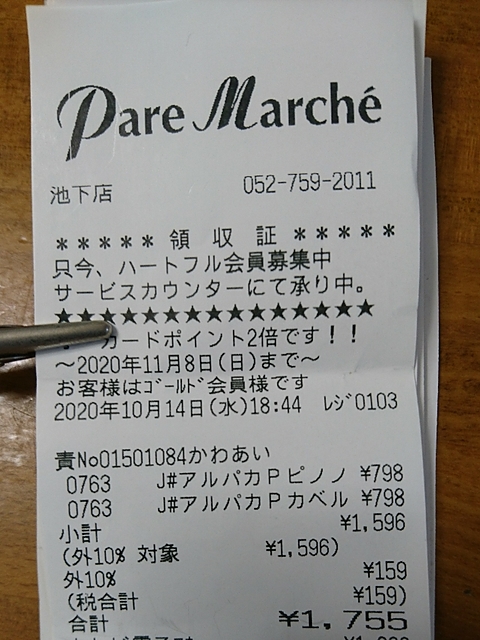 Pare Marché
池下店 052-759-2011
***** 領収証 *****
只今、ハートフル会員募集中
サービスカウンターにて承り中。
★★★★★★★★★★★★★★
カードポイント2倍です!!
～2020年11月8日(日)まで～
お客様はｺﾞｰﾙﾄﾞ会員様です
2020年10月14日(水)18:44 ﾚｼﾞ0103
責No01501084かわあい
0763 J#アルパカPピノノ ¥798
0763 J#アルパカPカベル ¥798
小計 ¥1,596
(外10% 対象 ¥1,596)
外10% ¥159
(税合計 ¥159)
合計 ¥1,755